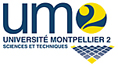 um2
UNIVERSITÉ MONTPELLIER 2
SCIENCES ET TECHNIQUES